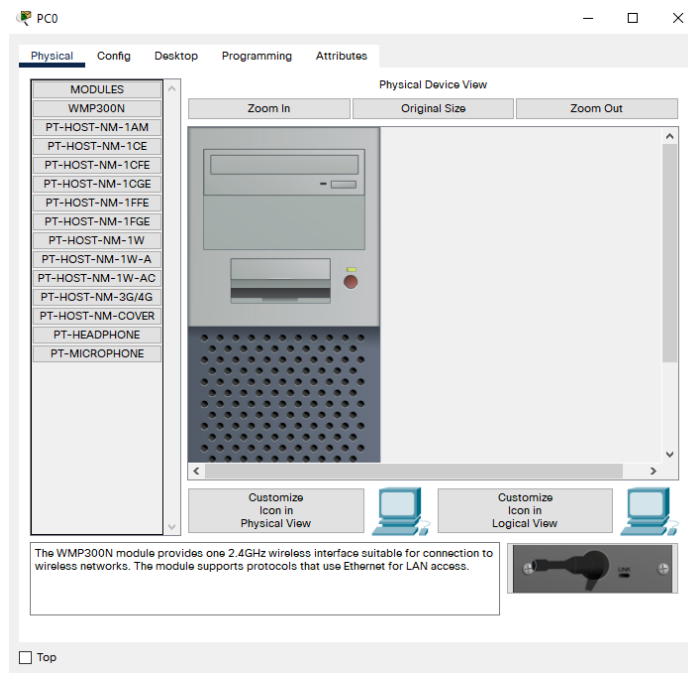 PC0
Physical Config Desktop Programming Attributes
MODULES
WMP300N
PT-HOST-NM-1AM
PT-HOST-NM-1CE
PT-HOST-NM-1CFE
PT-HOST-NM-1CGE
PT-HOST-NM-1FFE
PT-HOST-NM-1FGE
PT-HOST-NM-1W
PT-HOST-NM-1W-A
PT-HOST-NM-1W-AC
PT-HOST-NM-3G/4G
PT-HOST-NM-COVER
PT-HEADPHONE
PT-MICROPHONE
Physical Device View
Zoom In Original Size Zoom Out
Customize
Icon in
Physical View
Customize
Icon in
Logical View
The WMP300N module provides one 2.4GHz wireless interface suitable for connection to
wireless networks. The module supports protocols that use Ethernet for LAN access.
LINK
Top